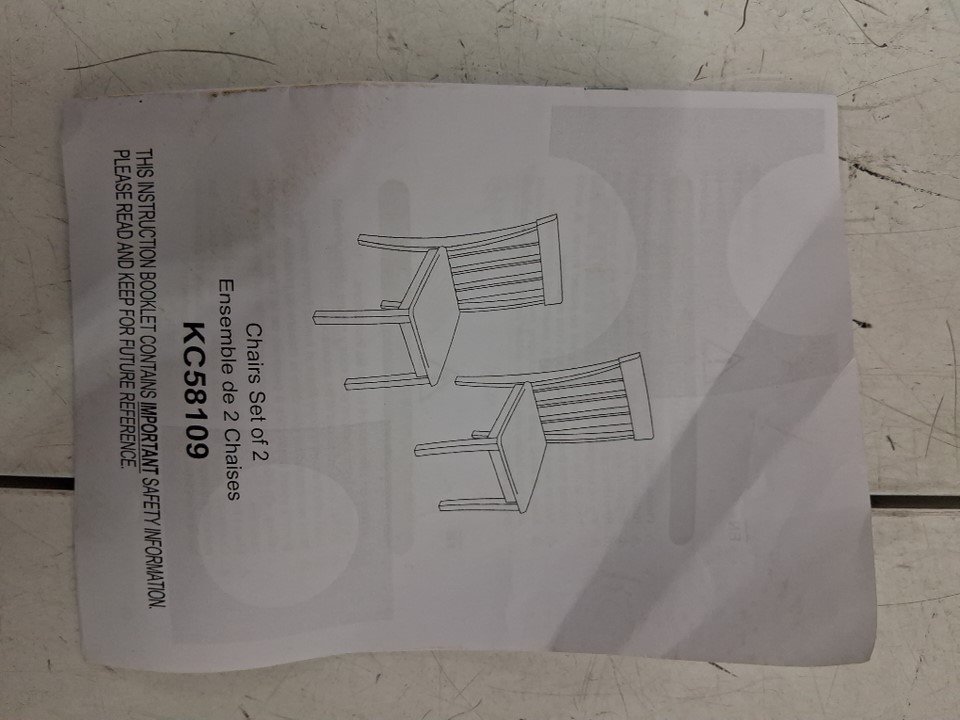 Chairs Set of 2
Ensemble de 2 Chaises
KC58109
THIS INSTRUCTION BOOKLET CONTAINS IMPORTANT SAFETY INFORMATION.
PLEASE READ AND KEEP FOR FUTURE REFERENCE.